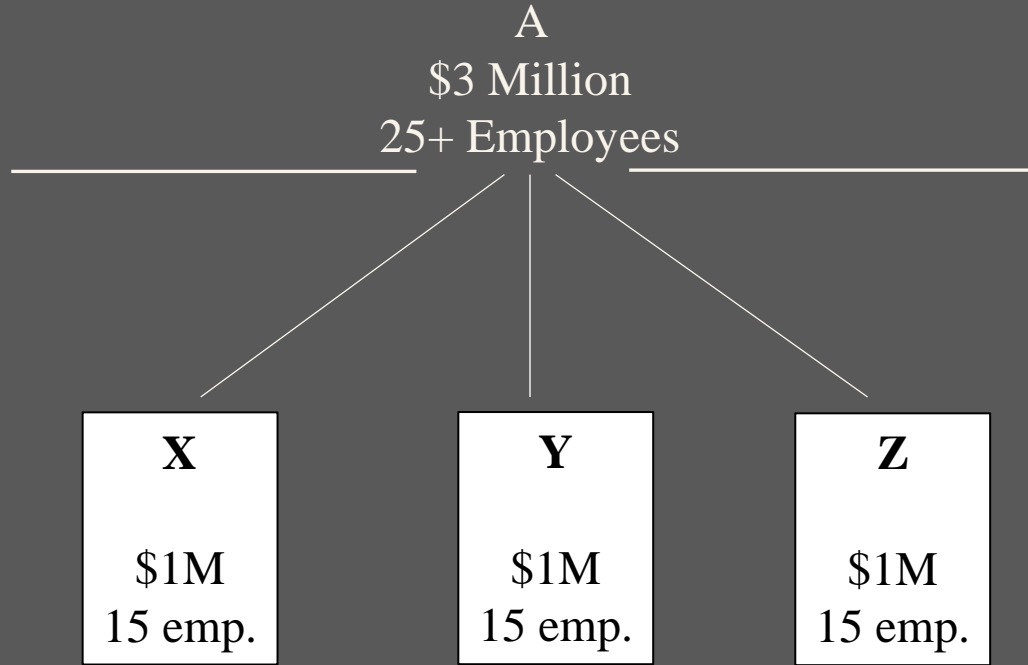 A
$3 Million
25+ Employees
X
$1M
15 emp.
Y
$1M
15 emp.
Z
$1M
15 emp.